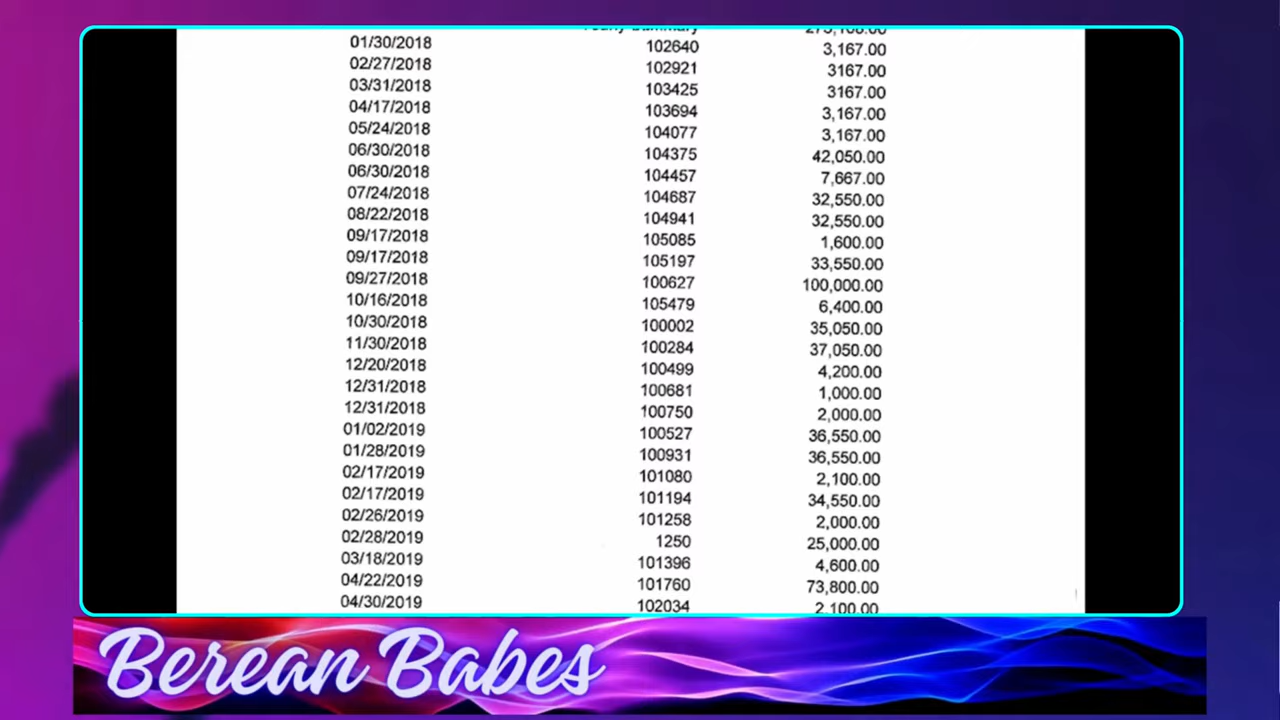 Yearly Summary
01/30/2018 102640 3,167.00
02/27/2018 102921 3167.00
03/31/2018 103425 3167.00
04/17/2018 103694 3,167.00
05/24/2018 104077 3,167.00
06/30/2018 104375 42,050.00
06/30/2018 104457 7,667.00
07/24/2018 104687 32,550.00
08/22/2018 104941 32,550.00
09/17/2018 105085 1,600.00
09/17/2018 105197 33,550.00
09/27/2018 100627 100,000.00
10/16/2018 105479 6,400.00
10/30/2018 100002 35,050.00
11/30/2018 100284 37,050.00
12/20/2018 100499 4,200.00
12/31/2018 100681 1,000.00
12/31/2018 100750 2,000.00
01/02/2019 100527 36,550.00
01/28/2019 100931 36,550.00
02/17/2019 101080 2,100.00
02/17/2019 101194 34,550.00
02/26/2019 101258 2,000.00
02/28/2019 1250 25,000.00
03/18/2019 101396 4,600.00
04/22/2019 101760 73,800.00
04/30/2019 102034 2,100.00
Berean Babes